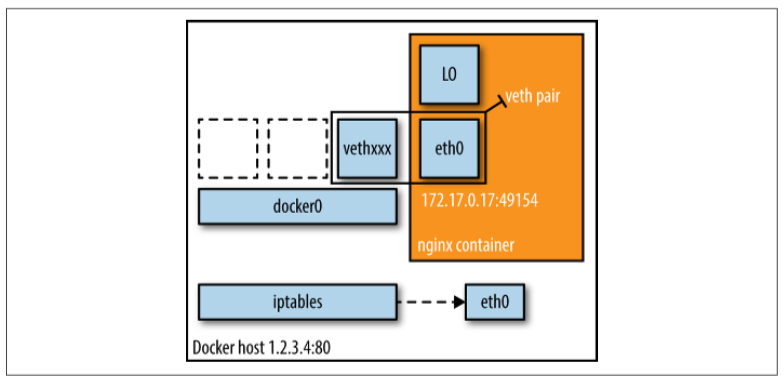 LO
veth pair
vethxxx
eth0
docker0
172.17.0.17:49154
nginx container
iptables
eth0
Docker host 1.2.3.4:80